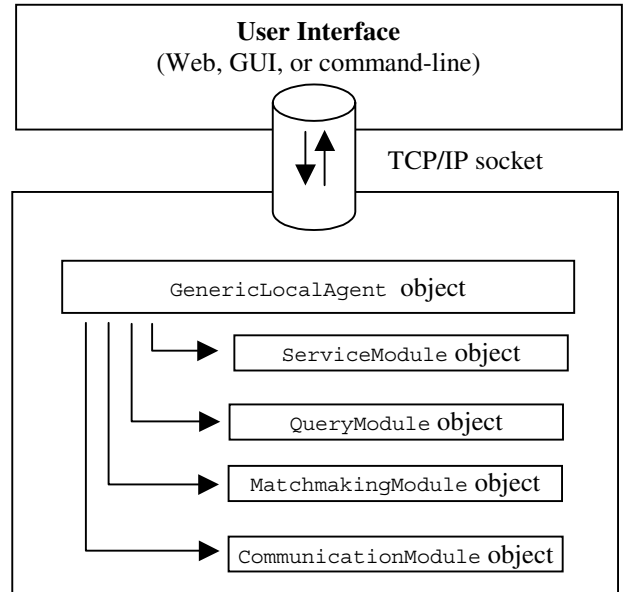 User Interface
(Web, GUI, or command-line)
TCP/IP socket
GenericLocalAgent object
ServiceModule object
QueryModule object
MatchmakingModule object
CommunicationModule object